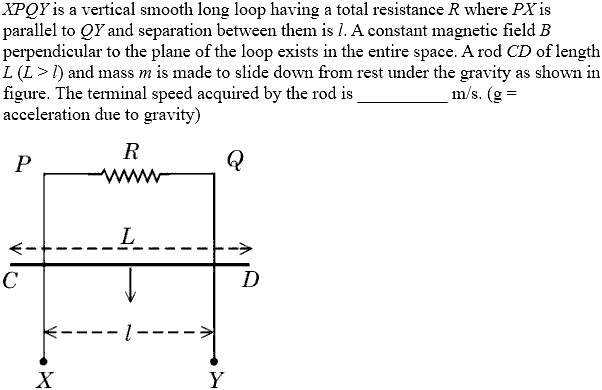 XPQY is a vertical smooth long loop having a total resistance R where PX is
parallel to QY and separation between them is l. A constant magnetic field B
perpendicular to the plane of the loop exists in the entire space. A rod CD of length
L (L > l) and mass m is made to slide down from rest under the gravity as shown in
figure. The terminal speed acquired by the rod is __________ m/s. (g =
acceleration due to gravity)
R
P Q
L
C D
l
X Y